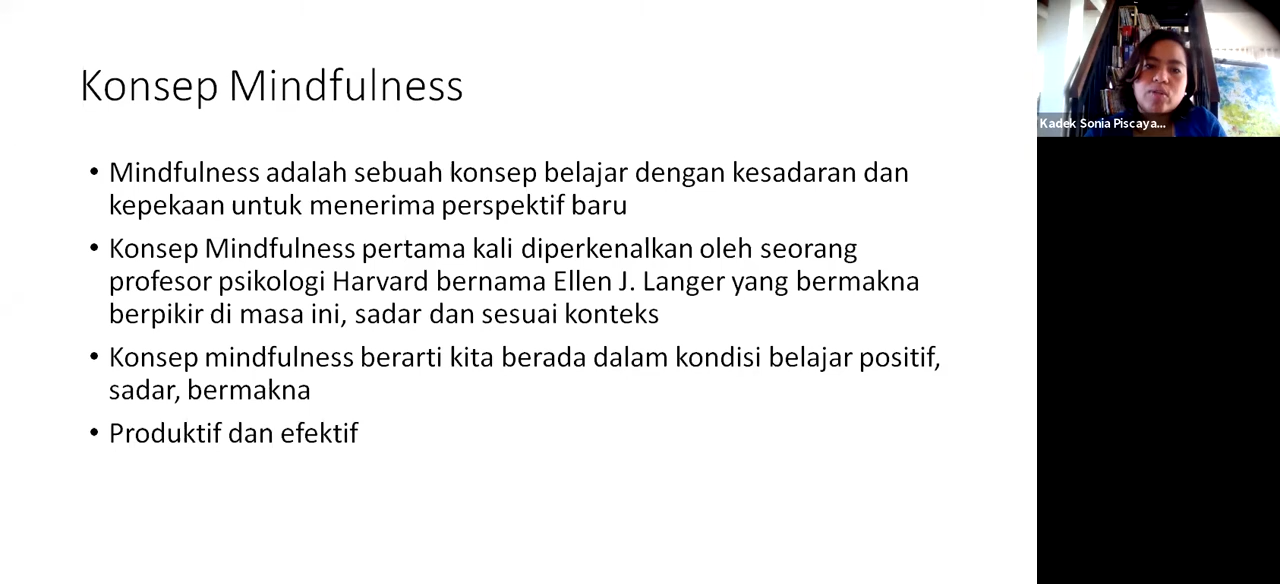 Konsep Mindfulness
• Mindfulness adalah sebuah konsep belajar dengan kesadaran dan
kepekaan untuk menerima perspektif baru
• Konsep Mindfulness pertama kali diperkenalkan oleh seorang
profesor psikologi Harvard bernama Ellen J. Langer yang bermakna
berpikir di masa ini, sadar dan sesuai konteks
• Konsep mindfulness berarti kita berada dalam kondisi belajar positif,
sadar, bermakna
• Produktif dan efektif
Kadek Sonia Piscaya...